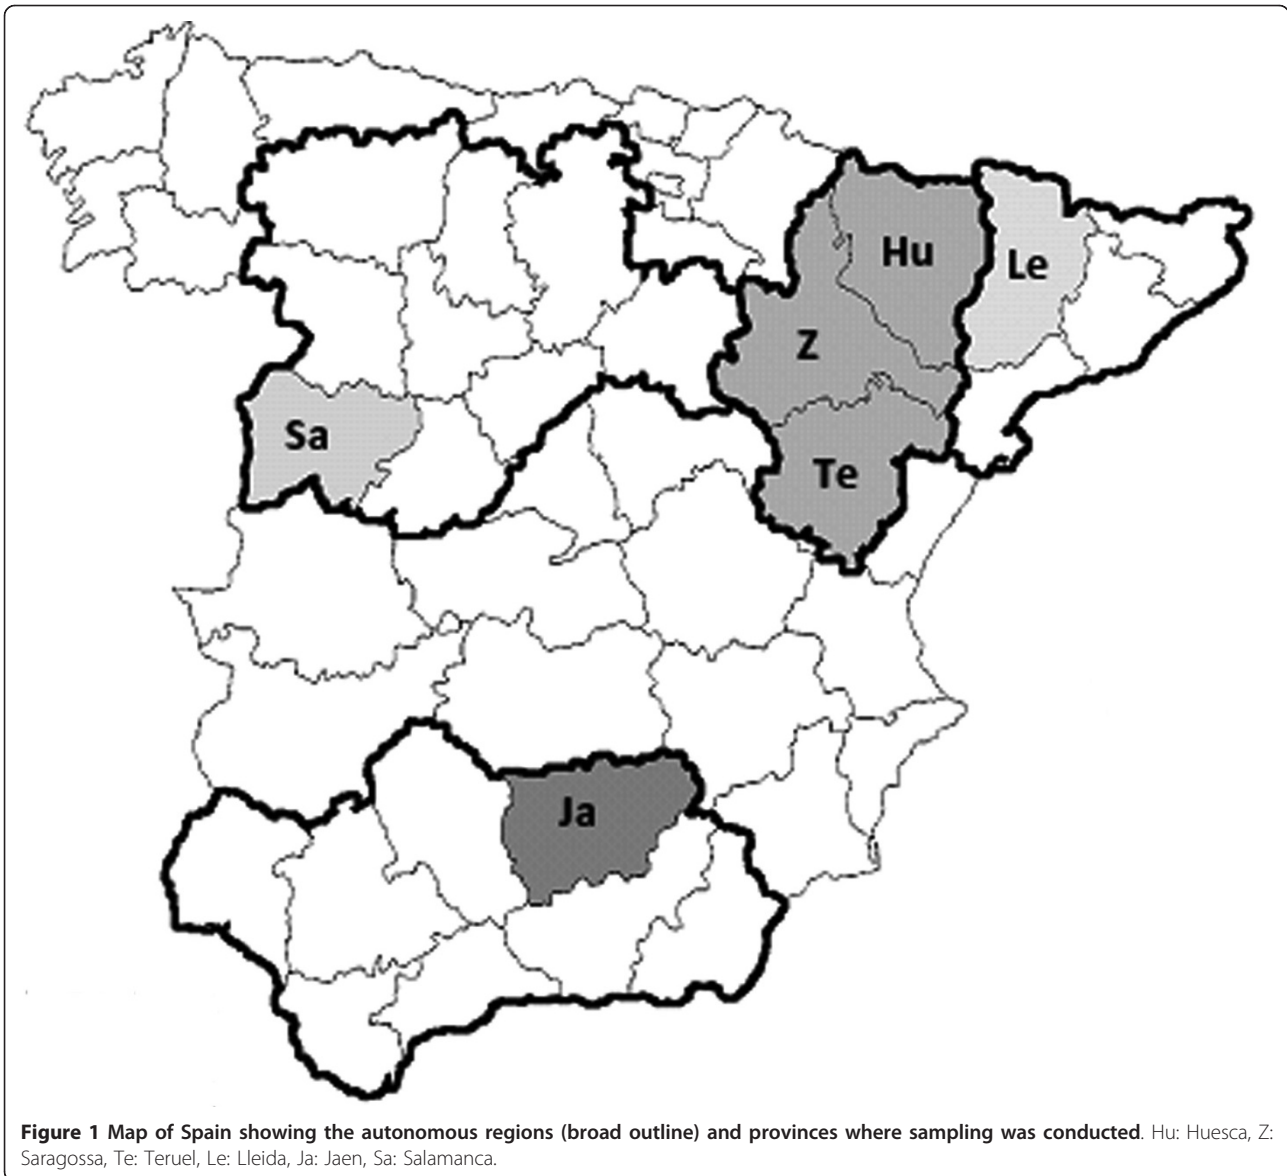 Hu
Le
Z
Sa
Te
Ja
Figure 1 Map of Spain showing the autonomous regions (broad outline) and provinces where sampling was conducted. Hu: Huesca, Z:
Saragossa, Te: Teruel, Le: Lleida, Ja: Jaen, Sa: Salamanca.